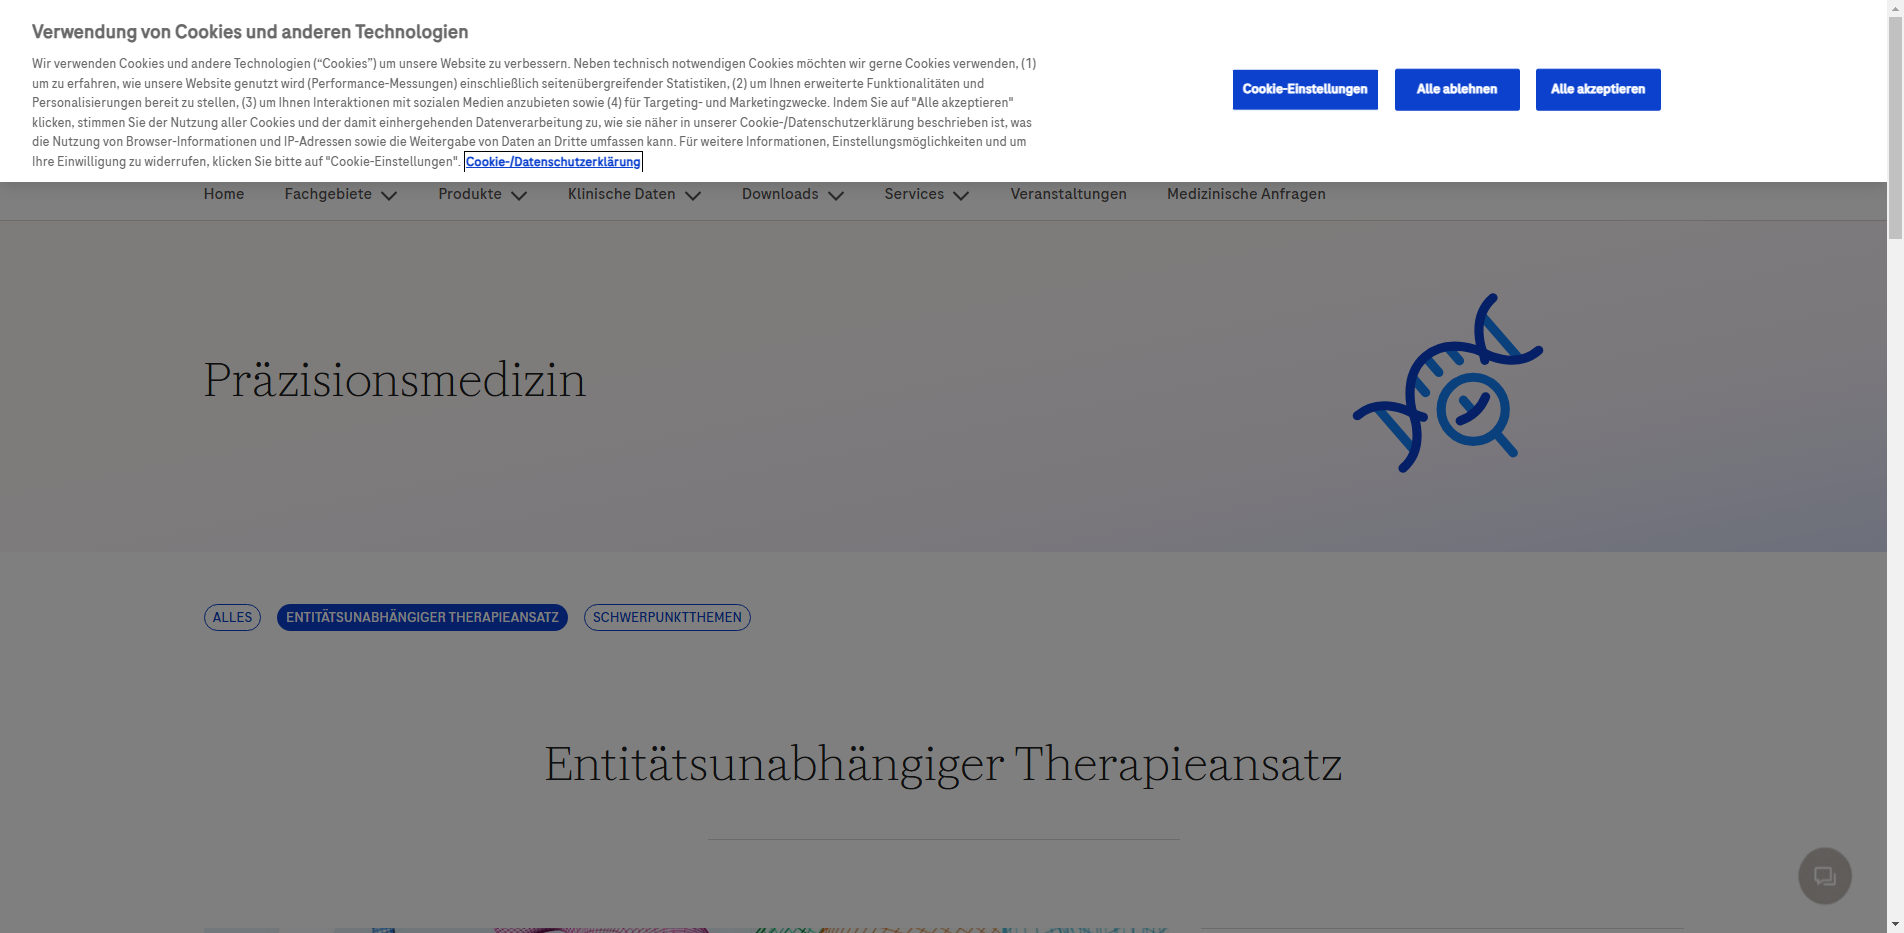 Verwendung von Cookies und anderen Technologien
Wir verwenden Cookies und andere Technologien (“Cookies”) um unsere Website zu verbessern. Neben technisch notwendigen Cookies möchten wir gerne Cookies verwenden, (1)
um zu erfahren, wie unsere Website genutzt wird (Performance-Messungen) einschließlich seitenübergreifender Statistiken, (2) um Ihnen erweiterte Funktionalitäten und
Personalisierungen bereit zu stellen, (3) um Ihnen Interaktionen mit sozialen Medien anzubieten sowie (4) für Targeting- und Marketingzwecke. Indem Sie auf "Alle akzeptieren"
klicken, stimmen Sie der Nutzung aller Cookies und der damit einhergehenden Datenverarbeitung zu, wie sie näher in unserer Cookie-/Datenschutzerklärung beschrieben ist, was
die Nutzung von Browser-Informationen und IP-Adressen sowie die Weitergabe von Daten an Dritte umfassen kann. Für weitere Informationen, Einstellungsmöglichkeiten und um
Ihre Einwilligung zu widerrufen, klicken Sie bitte auf "Cookie-Einstellungen". Cookie-/Datenschutzerklärung
Cookie-Einstellungen Alle ablehnen Alle akzeptieren
Home Fachgebiete Produkte Klinische Daten Downloads Services Veranstaltungen Medizinische Anfragen
Präzisionsmedizin
ALLES ENTITÄTSUNABHÄNGIGER THERAPIEANSATZ SCHWERPUNKTTHEMEN
Entitätsunabhängiger Therapieansatz